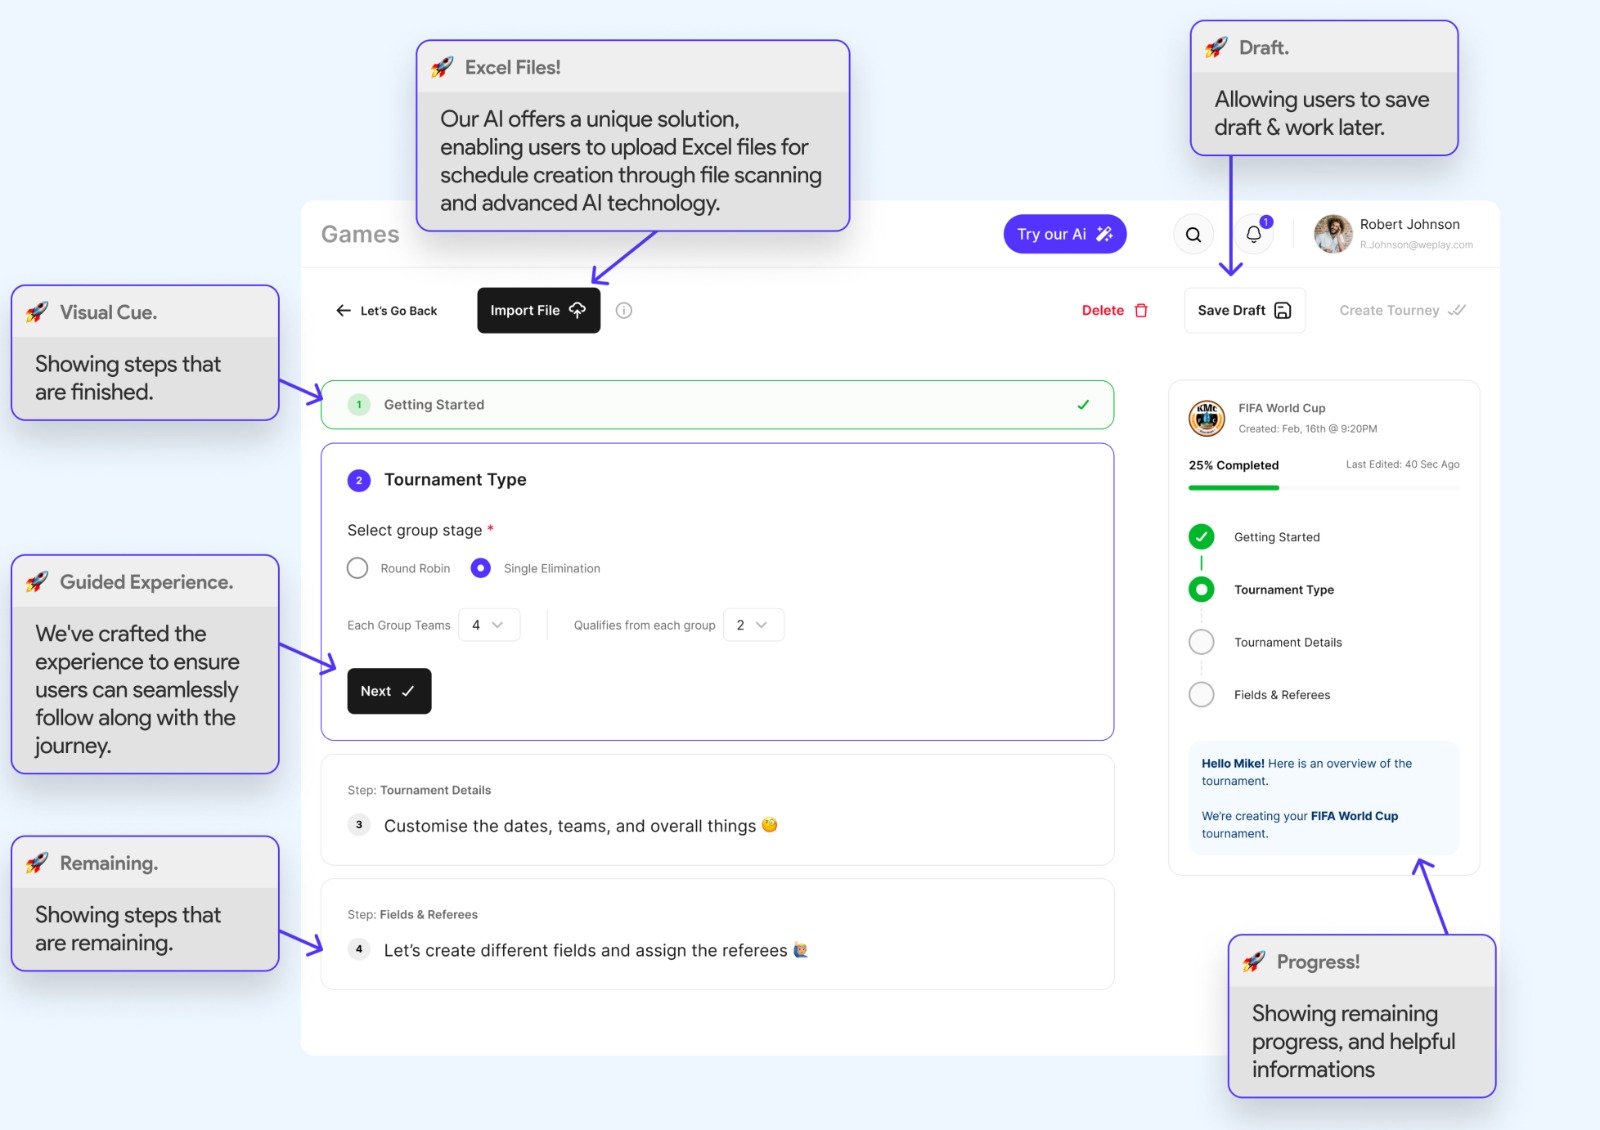 Excel Files!
Our AI offers a unique solution,
enabling users to upload Excel files for
schedule creation through file scanning
and advanced AI technology.
Draft.
Allowing users to save
draft & work later.
Games
Try our Ai
1
Robert Johnson
R.Johnson@weplay.com
Let's Go Back
Import File
Delete
Save Draft
Create Tourney
Visual Cue.
Showing steps that
are finished.
1 Getting Started
2 Tournament Type
Select group stage *
Round Robin
Single Elimination
Each Group Teams 4
Qualifies from each group 2
Next
Guided Experience.
We've crafted the
experience to ensure
users can seamlessly
follow along with the
journey.
Step: Tournament Details
3 Customise the dates, teams, and overall things 🧐
Remaining.
Showing steps that
are remaining.
Step: Fields & Referees
4 Let's create different fields and assign the referees 🙋🏼
KMC
FIFA World Cup
Created: Feb, 16th @ 9:20PM
25% Completed
Last Edited: 40 Sec Ago
Getting Started
Tournament Type
Tournament Details
Fields & Referees
Hello Mike! Here is an overview of the
tournament.
We're creating your FIFA World Cup
tournament.
Progress!
Showing remaining
progress, and helpful
informations